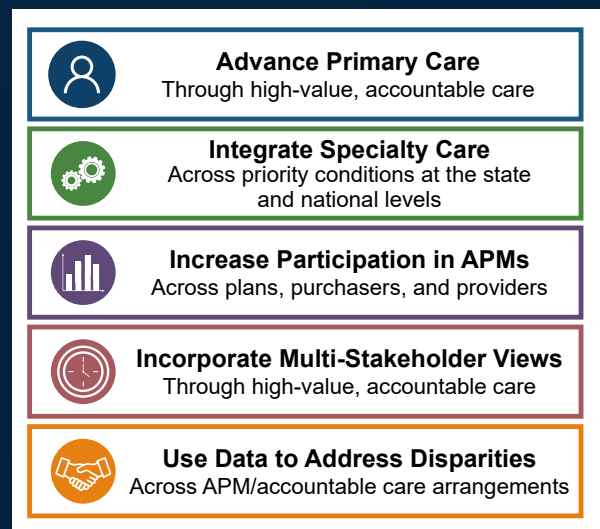 Advance Primary Care
Through high-value, accountable care
Integrate Specialty Care
Across priority conditions at the state
and national levels
Increase Participation in APMs
Across plans, purchasers, and providers
Incorporate Multi-Stakeholder Views
Through high-value, accountable care
Use Data to Address Disparities
Across APM/accountable care arrangements